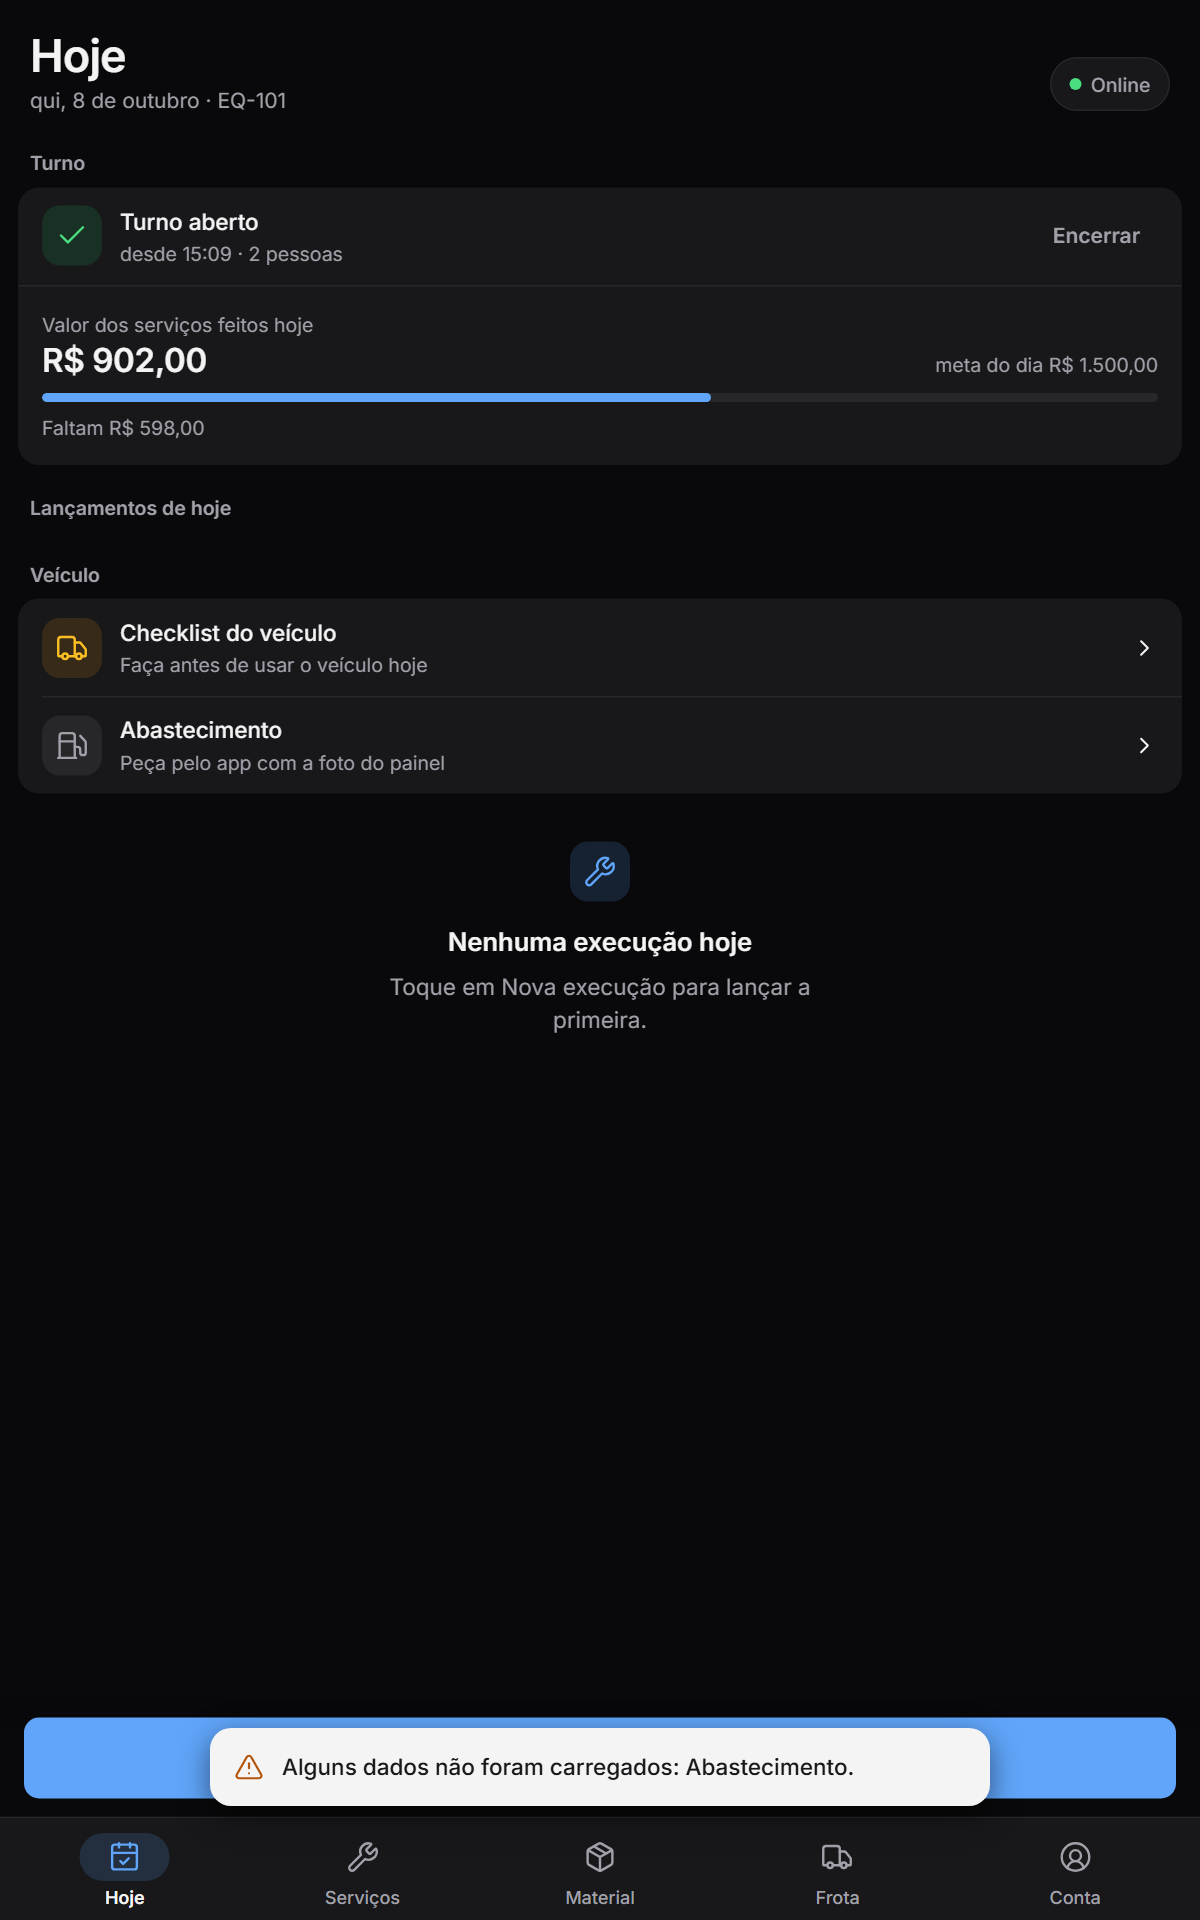 Hoje
qui, 8 de outubro · EQ-101
Online
Turno
Turno aberto
desde 15:09 · 2 pessoas
Encerrar
Valor dos serviços feitos hoje
R$ 902,00
meta do dia R$ 1.500,00
Faltam R$ 598,00
Lançamentos de hoje
Veículo
Checklist do veículo
Faça antes de usar o veículo hoje
Abastecimento
Peça pelo app com a foto do painel
Nenhuma execução hoje
Toque em Nova execução para lançar a
primeira.
Alguns dados não foram carregados: Abastecimento.
Hoje
Serviços
Material
Frota
Conta